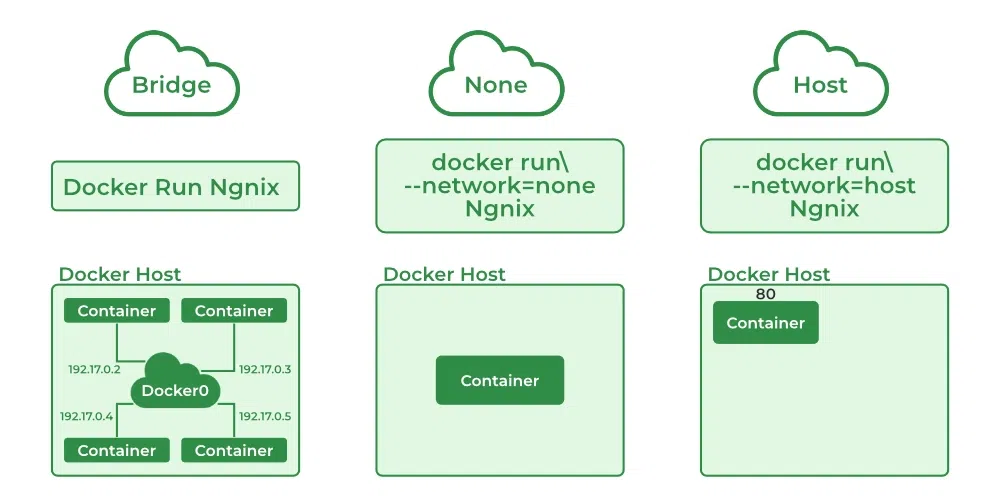 Bridge
None
Host
Docker Run Ngnix
docker run\
--network=none
Ngnix
docker run\
--network=host
Ngnix
Docker Host
Container
Container
192.17.0.2
192.17.0.3
Docker0
192.17.0.4
192.17.0.5
Container
Container
Docker Host
Container
Docker Host
80
Container